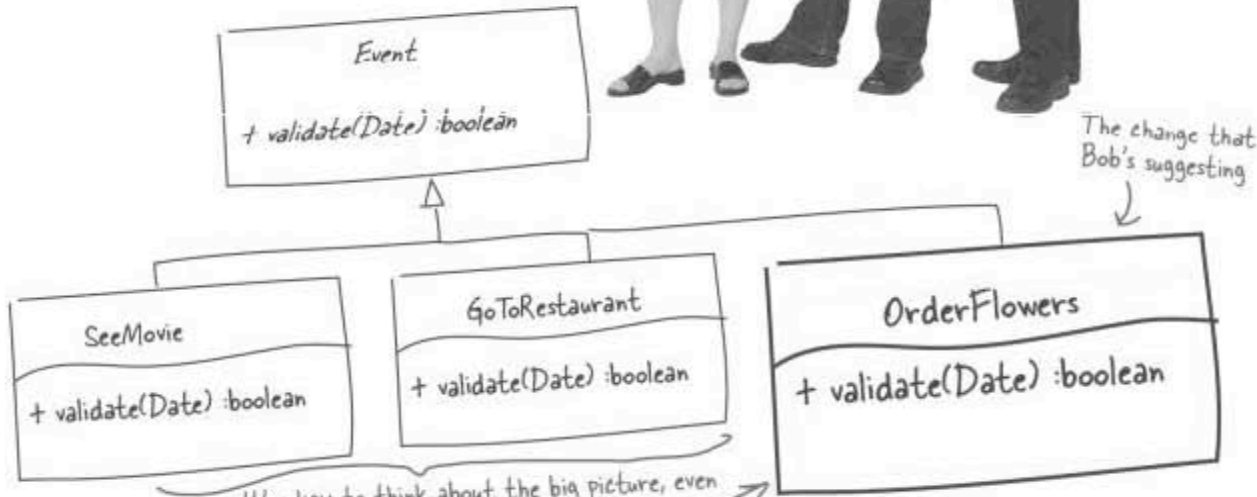 Event
+ validate(Date) :boolean
The change that
Bob's suggesting
SeeMovie
+ validate(Date) :boolean
GoToRestaurant
+ validate(Date) :boolean
OrderFlowers
+ validate(Date) :boolean
key to think about the big picture, even